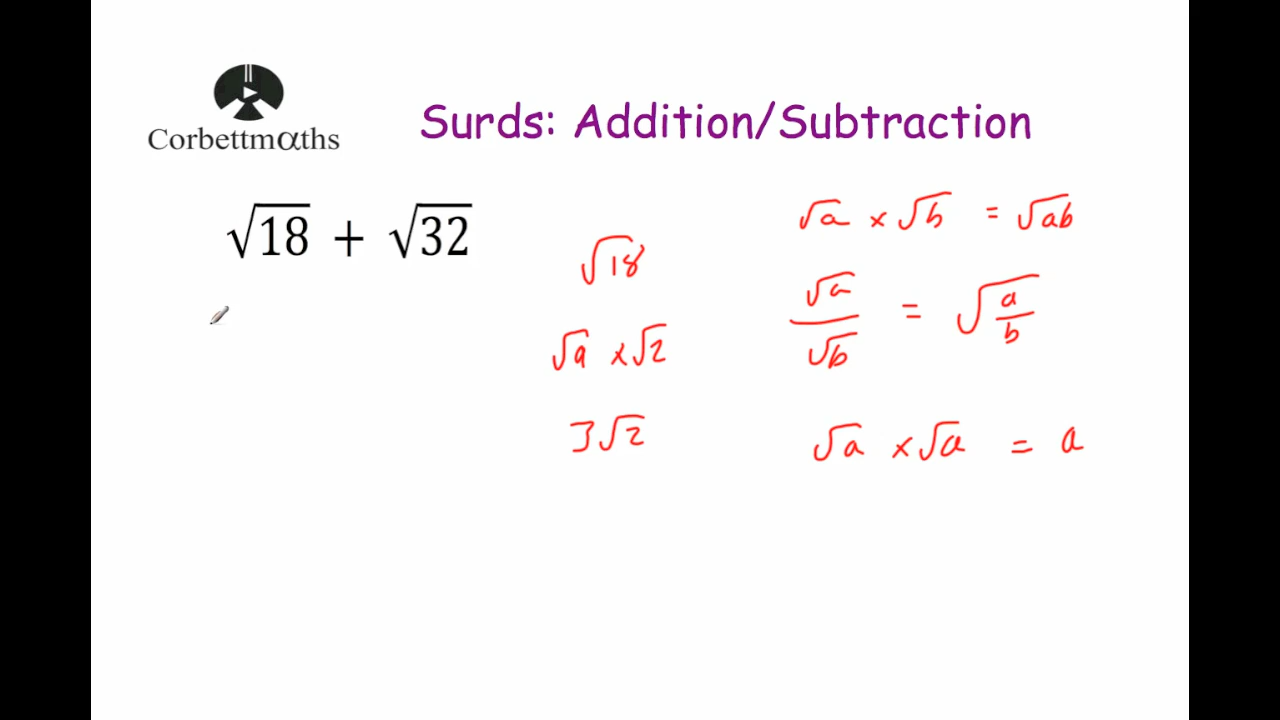 Corbettmαths
Surds: Addition/Subtraction
√18 + √32
√18
√9 × √2
3√2
√a × √b = √ab
√a / √b = √(a/b)
√a × √a = a